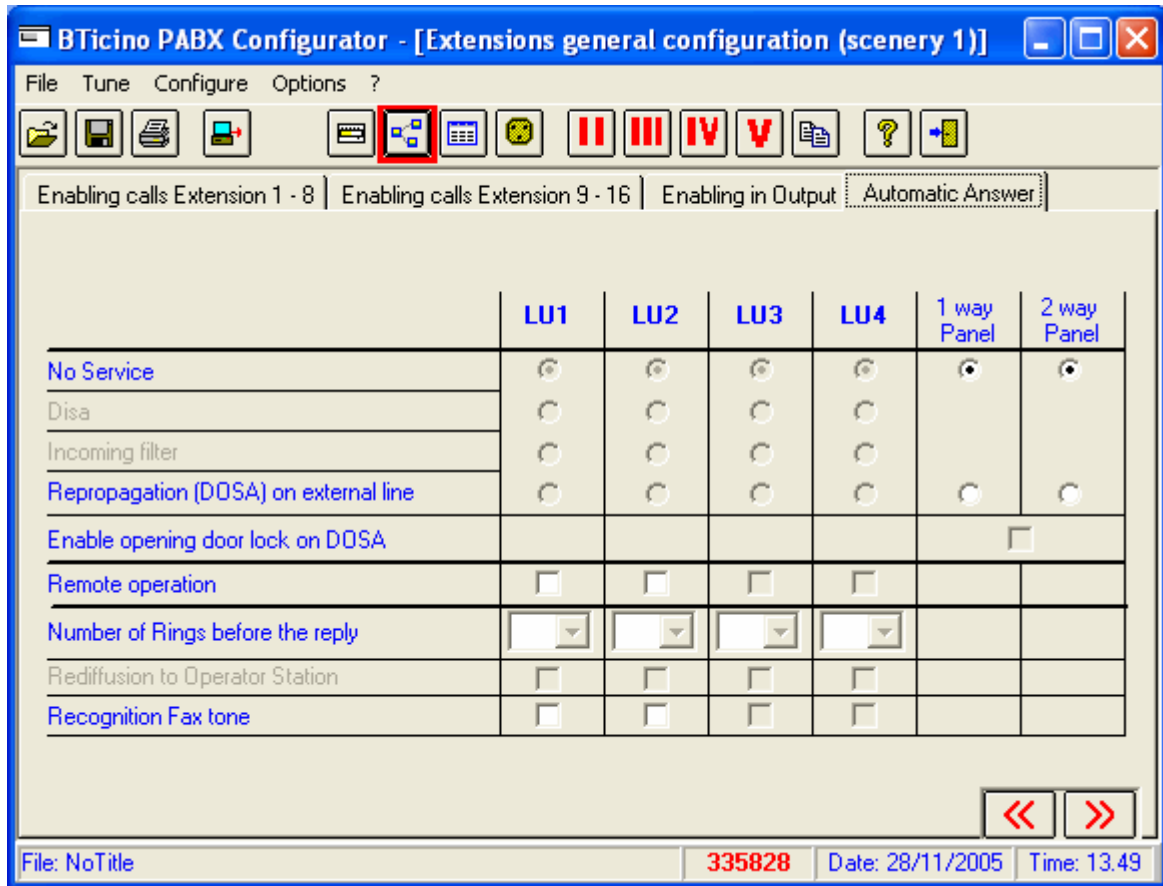 BTicino PABX Configurator - [Extensions general configuration (scenery 1)]
File Tune Configure Options ?
II III IV V ?
Enabling calls Extension 1 - 8 Enabling calls Extension 9 - 16 Enabling in Output Automatic Answer
LU1 LU2 LU3 LU4 1 way Panel 2 way Panel
No Service
Disa
Incoming filter
Repropagation (DOSA) on external line
Enable opening door lock on DOSA
Remote operation
Number of Rings before the reply
Rediffusion to Operator Station
Recognition Fax tone
File: NoTitle 335828 Date: 28/11/2005 Time: 13.49